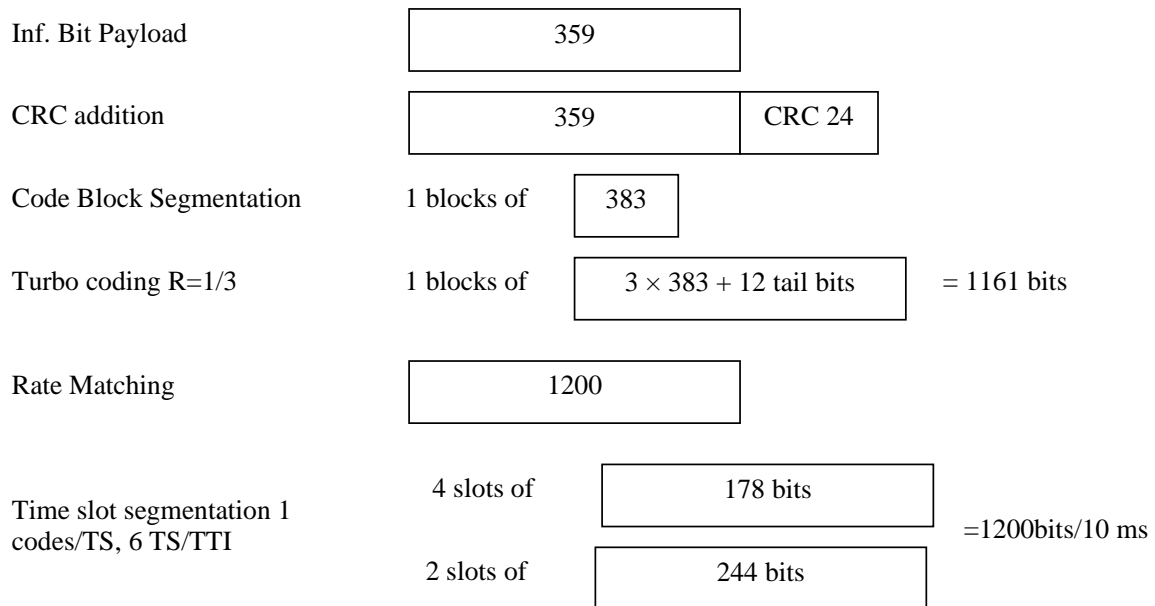 Inf. Bit Payload 359
CRC addition 359 CRC 24
Code Block Segmentation 1 blocks of 383
Turbo coding R=1/3 1 blocks of 3 × 383 + 12 tail bits = 1161 bits
Rate Matching 1200
4 slots of 178 bits
Time slot segmentation 1
codes/TS, 6 TS/TTI =1200bits/10 ms
2 slots of 244 bits